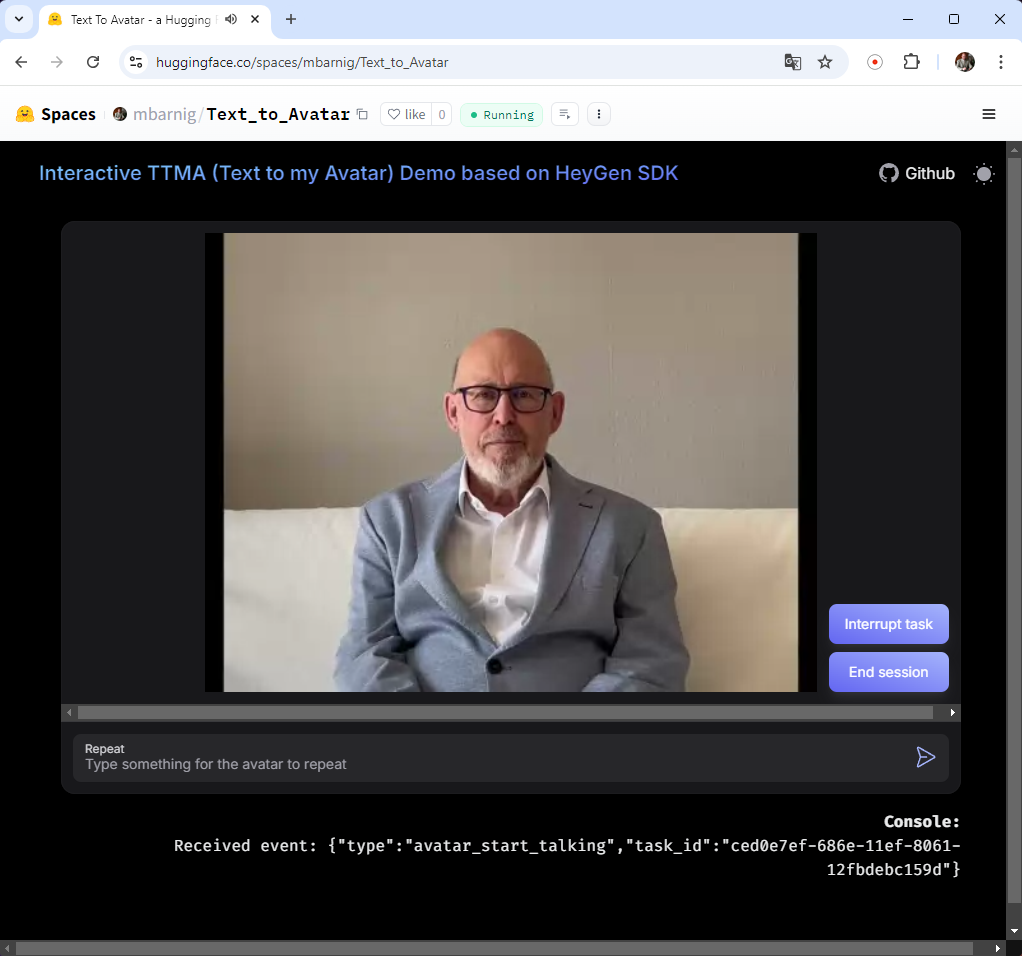 Text To Avatar - a Hugging
huggingface.co/spaces/mbarnig/Text_to_Avatar
Spaces mbarnig/Text_to_Avatar like 0 Running
Interactive TTMA (Text to my Avatar) Demo based on HeyGen SDK Github
Interrupt task
End session
Repeat
Type something for the avatar to repeat
Console:
Received event: {"type":"avatar_start_talking","task_id":"ced0e7ef-686e-11ef-8061-
12fbdebc159d"}